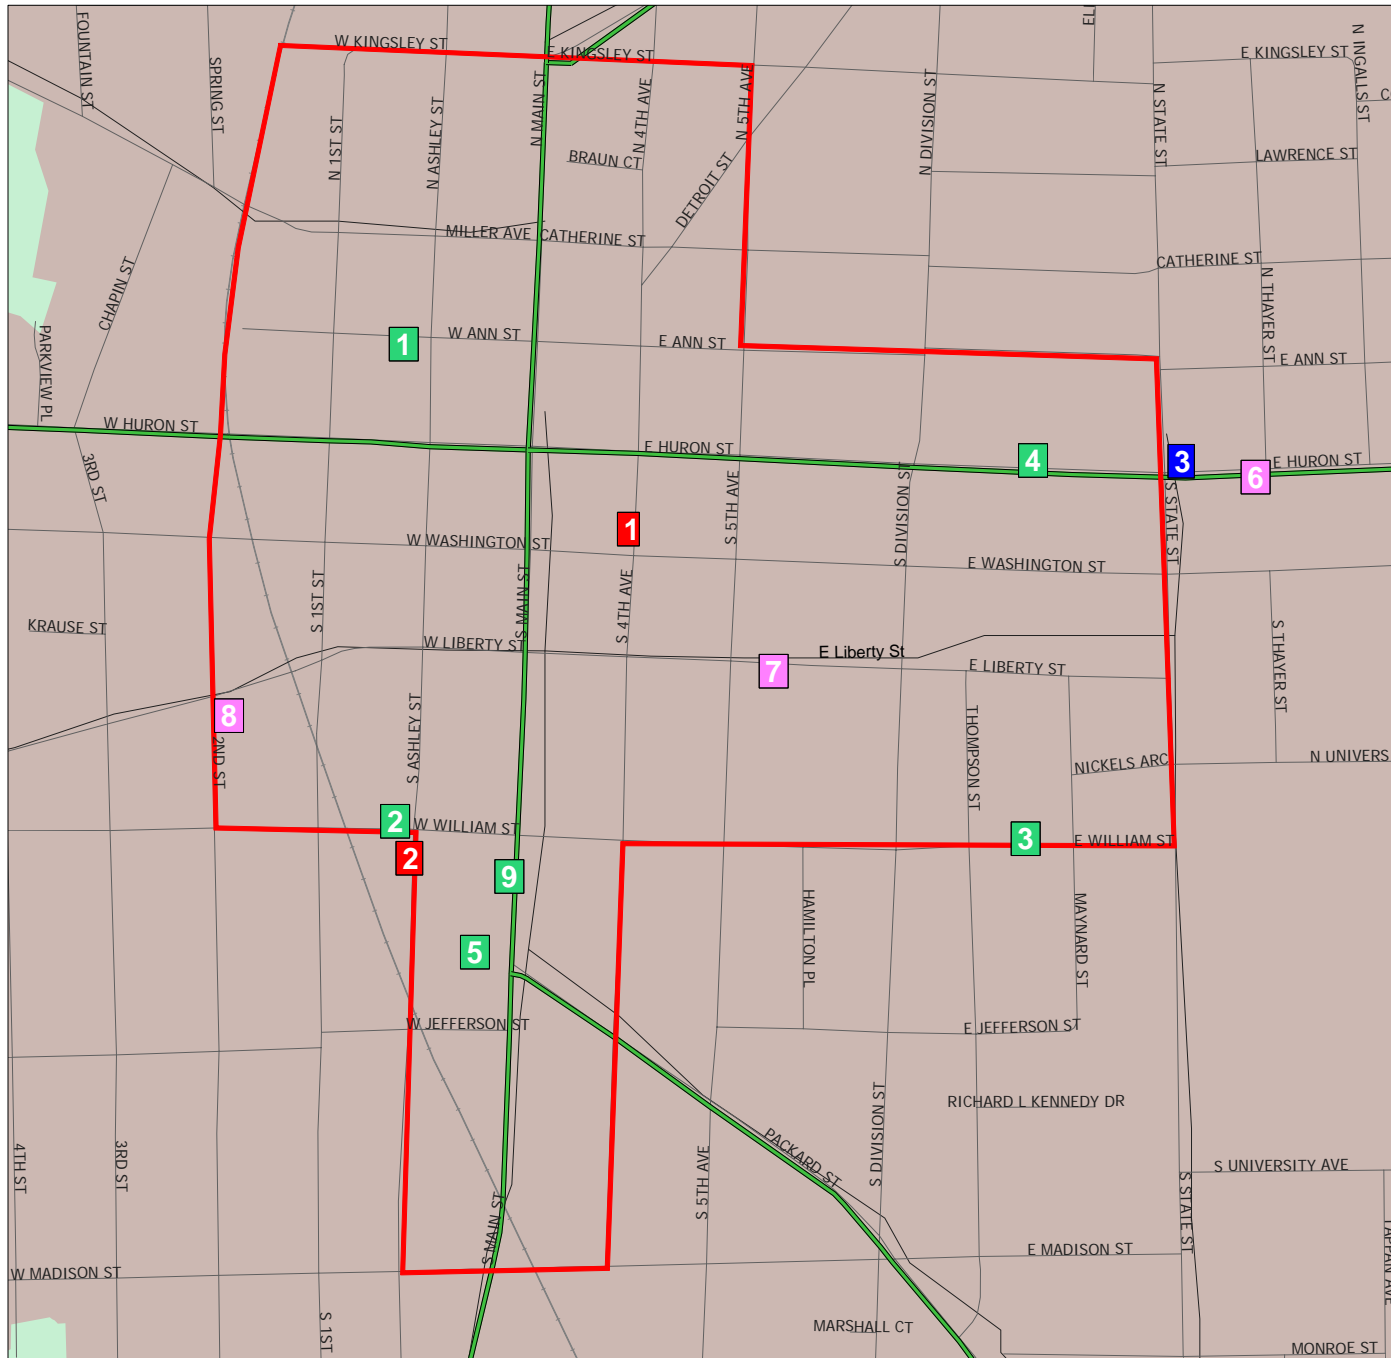 FOUNTAIN ST
W KINGSLEY ST
E KINGSLEY ST
E KINGSLEY ST
N INGALLS ST
SPRING ST
N 1ST ST
N ASHLEY ST
N MAIN ST
N 4TH AVE
N 5TH AVE
N DIVISION ST
N STATE ST
BRAUN CT
DETROIT ST
LAWRENCE ST
MILLER AVE
CATHERINE ST
CATHERINE ST
CHAPIN ST
N THAYER ST
PARKVIEW PL
1
W ANN ST
E ANN ST
E ANN ST
W HURON ST
E HURON ST
4
3
6
E HURON ST
3RD ST
S 5TH AVE
S DIVISION ST
S STATE ST
1
W WASHINGTON ST
E WASHINGTON ST
S 1ST ST
S MAIN ST
S 4TH AVE
KRAUSE ST
W LIBERTY ST
E Liberty St
E LIBERTY ST
S THAYER ST
7
8
2ND ST
S ASHLEY ST
THOMPSON ST
NICKELS ARC
N UNIVERS
2
W WILLIAM ST
3
E WILLIAM ST
2
9
HAMILTON PL
MAYNARD ST
5
W JEFFERSON ST
E JEFFERSON ST
RICHARD L KENNEDY DR
4TH ST
3RD ST
S 5TH AVE
PACKARD ST
S DIVISION ST
S UNIVERSITY AVE
S STATE ST
S MAIN ST
W MADISON ST
E MADISON ST
S 1ST
MARSHALL CT
MONROE ST